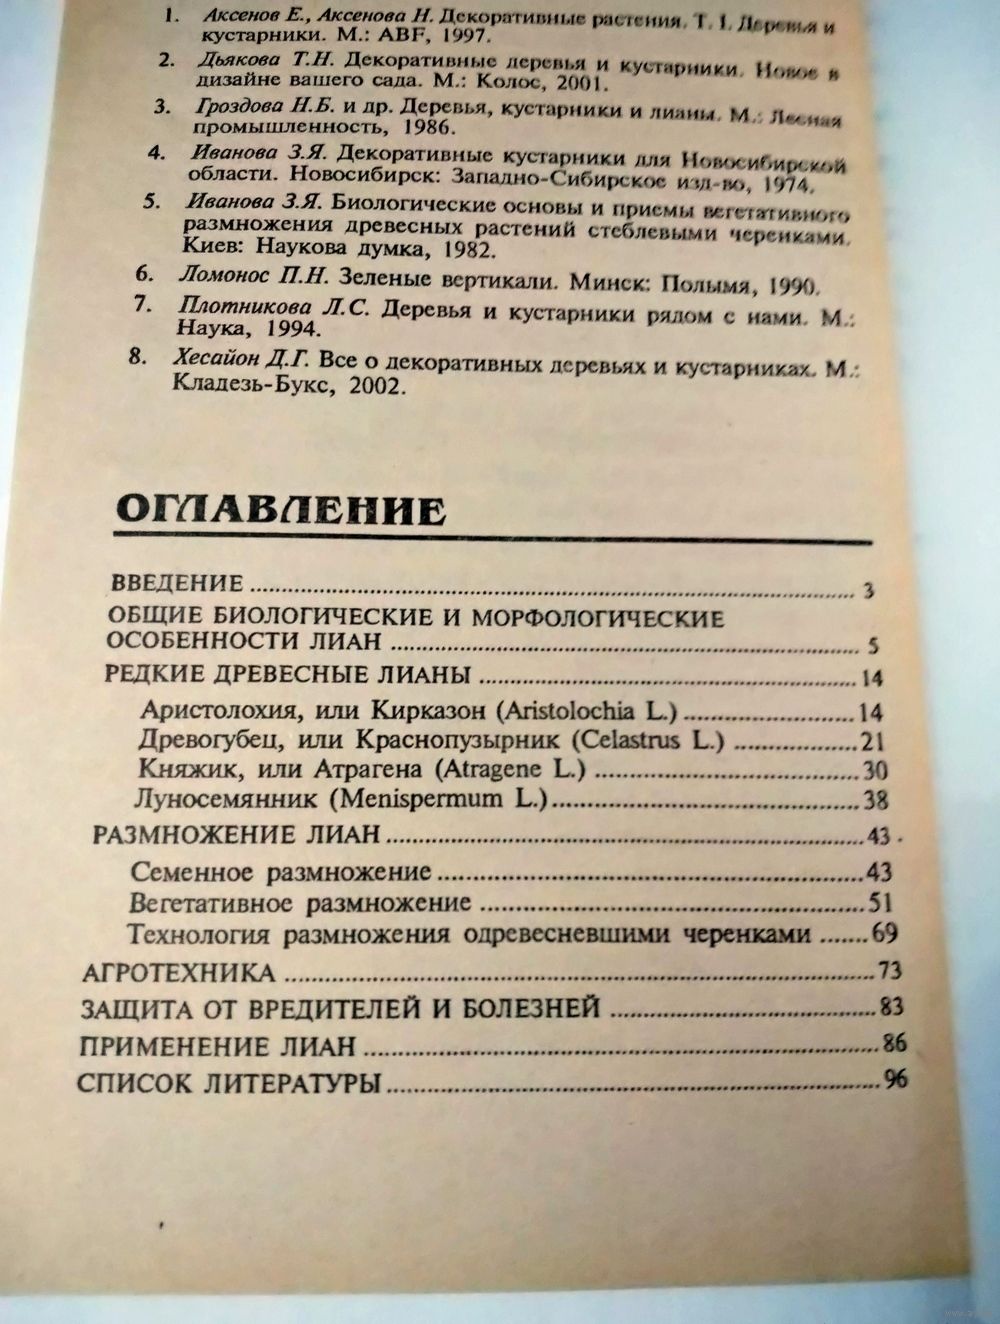 1. Аксенов Е., Аксенова Н. Декоративные растения. Т. I. Деревья и
кустарники. М.: ABF, 1997.
2. Дьякова Т.Н. Декоративные деревья и кустарники. Новое в
дизайне вашего сада. М.: Колос, 2001.
3. Гроздова Н.Б. и др. Деревья, кустарники и лианы. М.: Лесная
промышленность, 1986.
4. Иванова З.Я. Декоративные кустарники для Новосибирской
области. Новосибирск: Западно-Сибирское изд-во, 1974.
5. Иванова З.Я. Биологические основы и приемы вегетативного
размножения древесных растений стеблевыми черенками.
Киев: Наукова думка, 1982.
6. Ломонос П.Н. Зеленые вертикали. Минск: Полымя, 1990.
7. Плотникова Л.С. Деревья и кустарники рядом с нами. М.:
Наука, 1994.
8. Хесайон Д.Г. Все о декоративных деревьях и кустарниках. М.:
Кладезь-Букс, 2002.
ОГЛАВЛЕНИЕ
ВВЕДЕНИЕ ........ 3
ОБЩИЕ БИОЛОГИЧЕСКИЕ И МОРФОЛОГИЧЕСКИЕ
ОСОБЕННОСТИ ЛИАН ........ 5
РЕДКИЕ ДРЕВЕСНЫЕ ЛИАНЫ ........ 14
Аристолохия, или Кирказон (Aristolochia L.) ........ 14
Древогубец, или Краснопузырник (Celastrus L.) ........ 21
Княжик, или Атрагена (Atragene L.) ........ 30
Луносемянник (Menispermum L.) ........ 38
РАЗМНОЖЕНИЕ ЛИАН ........ 43
Семенное размножение ........ 43
Вегетативное размножение ........ 51
Технология размножения одревесневшими черенками ....... 69
АГРОТЕХНИКА ........ 73
ЗАЩИТА ОТ ВРЕДИТЕЛЕЙ И БОЛЕЗНЕЙ ........ 83
ПРИМЕНЕНИЕ ЛИАН ........ 86
СПИСОК ЛИТЕРАТУРЫ ........ 96